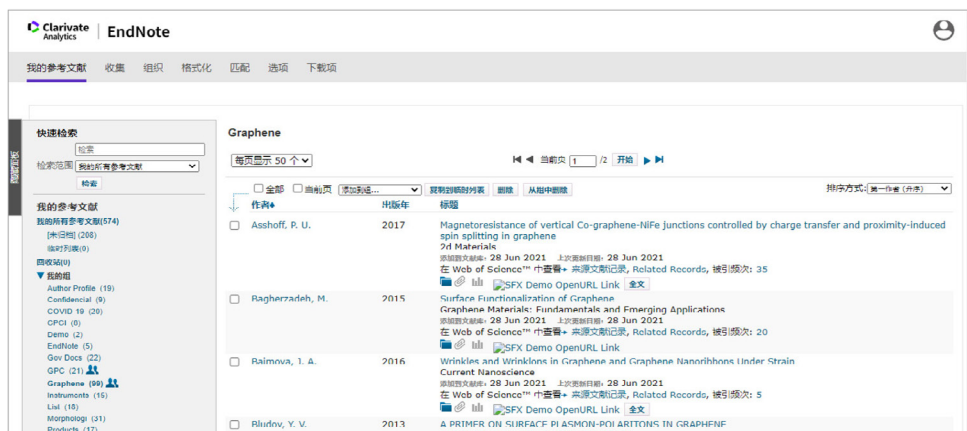 Clarivate
Analytics
EndNote
我的参考文献 收集 组织 格式化 匹配 选项 下载项
快速检索
检索
检索范围 我的所有参考文献
检索
我的参考文献
我的所有参考文献(574)
[未归档] (208)
临时列表(0)
回收站(0)
▼ 我的组
Author Profile (19)
Confidencial (9)
COVID 19 (20)
CPCI (0)
Demo (2)
EndNote (5)
Gov Docs (22)
GPC (21)
Graphene (99)
Instruments (15)
List (18)
Morphologi (31)
Products (17)
Graphene
每页显示 50 个
当前页 1 /2 开始
全部 当前页 添加到组... 复制到临时列表 删除 从组中删除
排序方式: 第一作者 (升序)
作者 出版年 标题
Asshoff, P. U. 2017 Magnetoresistance of vertical Co-graphene-NiFe junctions controlled by charge transfer and proximity-induced
spin splitting in graphene
2d Materials
添加到文献库: 28 Jun 2021 上次更新日期: 28 Jun 2021
在 Web of Science™ 中查看→ 来源文献记录, Related Records, 被引频次: 35
SFX Demo OpenURL Link 全文
Bagherzadeh, M. 2015 Surface Functionalization of Graphene
Graphene Materials: Fundamentals and Emerging Applications
添加到文献库: 28 Jun 2021 上次更新日期: 28 Jun 2021
在 Web of Science™ 中查看→ 来源文献记录, Related Records, 被引频次: 20
SFX Demo OpenURL Link
Baimova, J. A. 2016 Wrinkles and Wrinklons in Graphene and Graphene Nanoribbons Under Strain
Current Nanoscience
添加到文献库: 28 Jun 2021 上次更新日期: 28 Jun 2021
在 Web of Science™ 中查看→ 来源文献记录, Related Records, 被引频次: 5
SFX Demo OpenURL Link 全文
Bludov, Y. V. 2013 A PRIMER ON SURFACE PLASMON-POLARITONS IN GRAPHENE